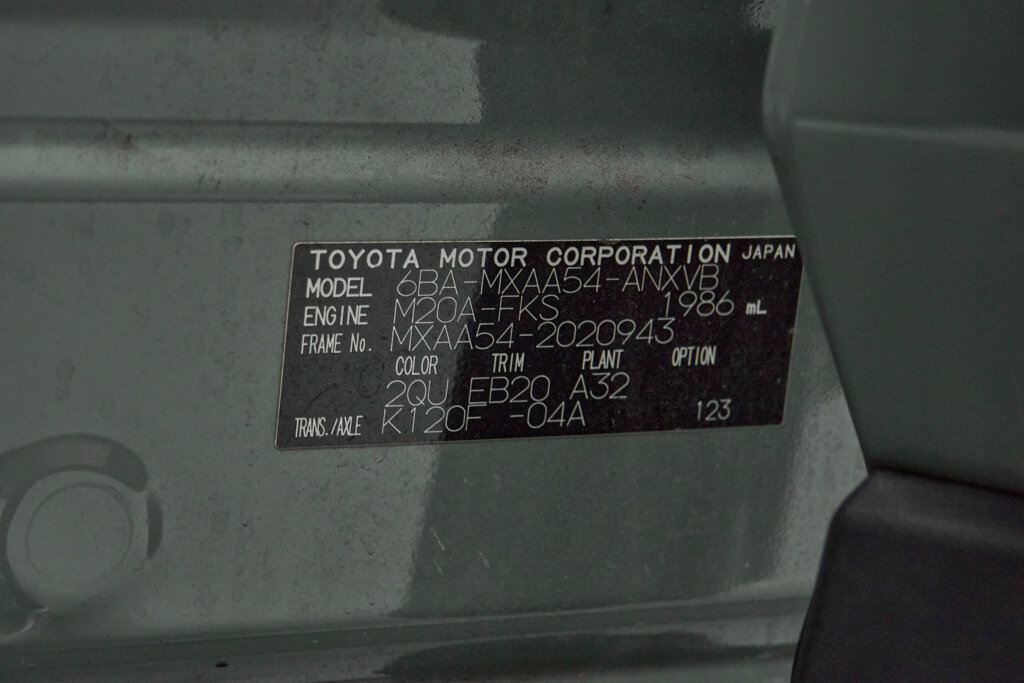 TOYOTA MOTOR CORPORATION JAPAN
MODEL 6BA-MXAA54-ANXVB
ENGINE M20A-FKS 1986 mL
FRAME No. MXAA54-2020943
COLOR TRIM PLANT OPTION
2QU EB20 A32
TRANS./AXLE K120F -04A 123